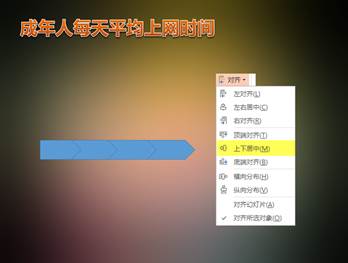 成年人每天平均上网时间
对齐
左对齐(L)
左右居中(C)
右对齐(R)
顶端对齐(T)
上下居中(M)
底端对齐(B)
横向分布(H)
纵向分布(V)
对齐幻灯片(A)
对齐所选对象(O)